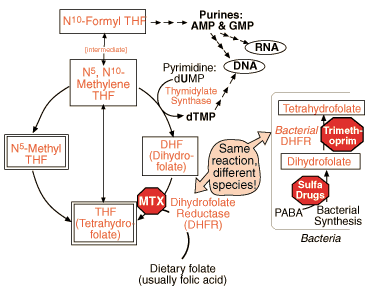 N10-Formyl THF
Purines:
AMP & GMP
RNA
[intermediate]
DNA
N5, N10-
Methylene
THF
Pyrimidine:
dUMP
Thymidylate
Synthase
dTMP
N5-Methyl
THF
DHF
(Dihydro-
folate)
Same
reaction,
different
species!
MTX
Dihydrofolate
Reductase
(DHFR)
THF
(Tetrahydro-
folate)
Dietary folate
(usually folic acid)
Tetrahydrofolate
Bacterial
DHFR
Trimeth-
oprim
Dihydrofolate
Sulfa
Drugs
PABA
Bacterial
Synthesis
Bacteria